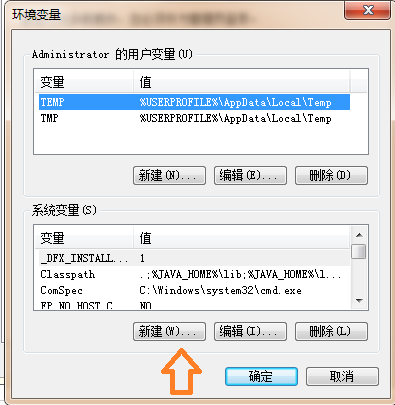 环境变量
Administrator 的用户变量(U)
变量 值
TEMP %USERPROFILE%\AppData\Local\Temp
TMP %USERPROFILE%\AppData\Local\Temp
新建(N)... 编辑(E)... 删除(D)
系统变量(S)
变量 值
_DFX_INSTALL... 1
Classpath .;%JAVA_HOME%\lib;%JAVA_HOME%\l...
ComSpec C:\Windows\system32\cmd.exe
FP_NO_HOST_C... NO
新建(W)... 编辑(I)... 删除(L)
确定 取消